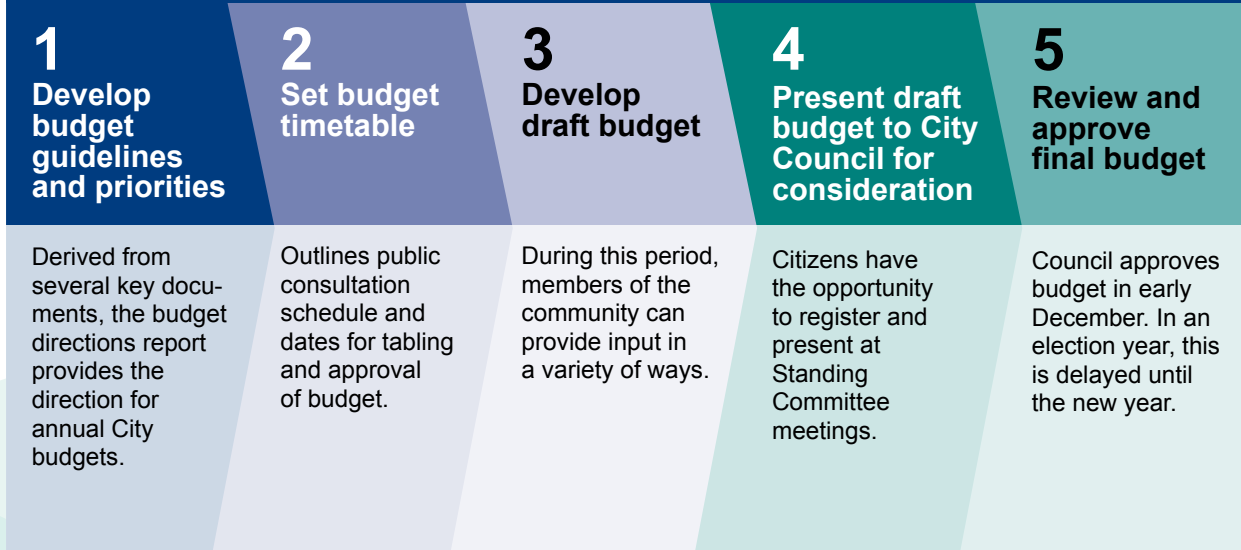 1
Develop
budget
guidelines
and priorities
Derived from
several key docu-
ments, the budget
directions report
provides the
direction for
annual City
budgets.
2
Set budget
timetable
Outlines public
consultation
schedule and
dates for tabling
and approval
of budget.
3
Develop
draft budget
During this period,
members of the
community can
provide input in
a variety of ways.
4
Present draft
budget to City
Council for
consideration
Citizens have
the opportunity
to register and
present at
Standing
Committee
meetings.
5
Review and
approve
final budget
Council approves
budget in early
December. In an
election year, this
is delayed until
the new year.